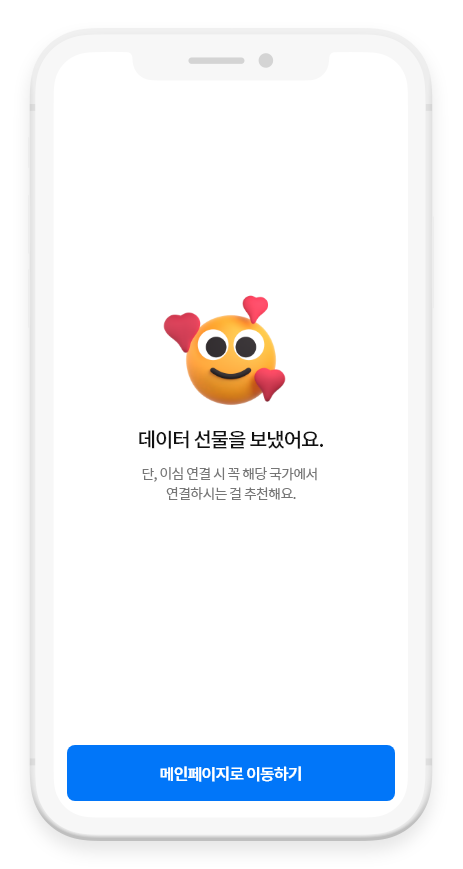 데이터 선물을 보냈어요.
단, 이심 연결 시 꼭 해당 국가에서
연결하시는 걸 추천해요.
메인페이지로 이동하기